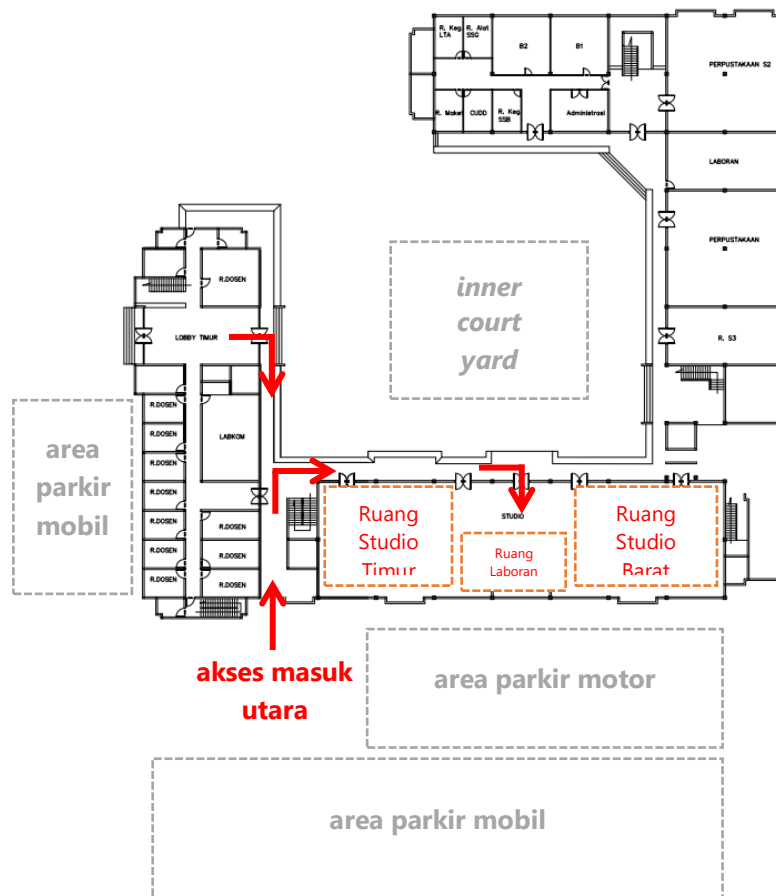 R. Keg.
LTA
R. Alat
SSG
B2
B1
PERPUSTAKAAN S2
R. Maket
CUDD
R. Keg.
SSB
Administrasi
LABORAN
PERPUSTAKAAN
R. S3
inner
court
yard
R.DOSEN
LOBBY TIMUR
LABKOM
R.DOSEN
R.DOSEN
R.DOSEN
R.DOSEN
R.DOSEN
R.DOSEN
R.DOSEN
R.DOSEN
R.DOSEN
R.DOSEN
area
parkir
mobil
STUDIO
Ruang
Studio
Timur
Ruang
Laboran
Ruang
Studio
Barat
akses masuk
utara
area parkir motor
area parkir mobil